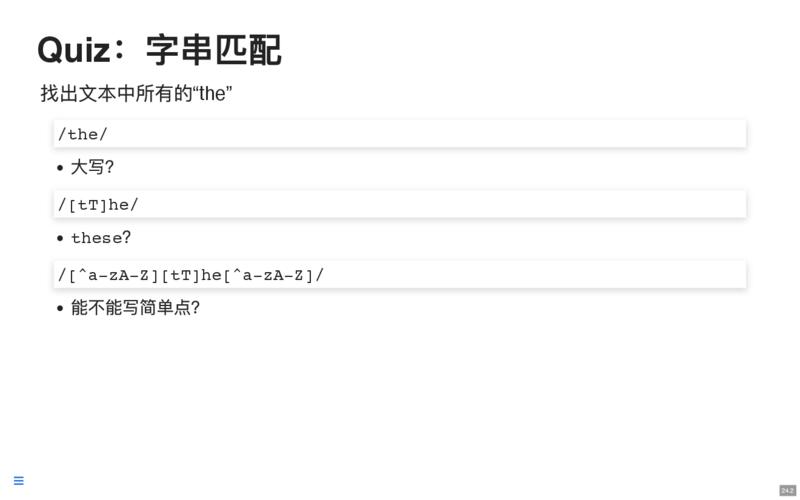 Quiz：字串匹配
找出文本中所有的“the”
/the/
• 大写?
/[tT]he/
• these?
/[^a-zA-Z][tT]he[^a-zA-Z]/
• 能不能写简单点?
24.2